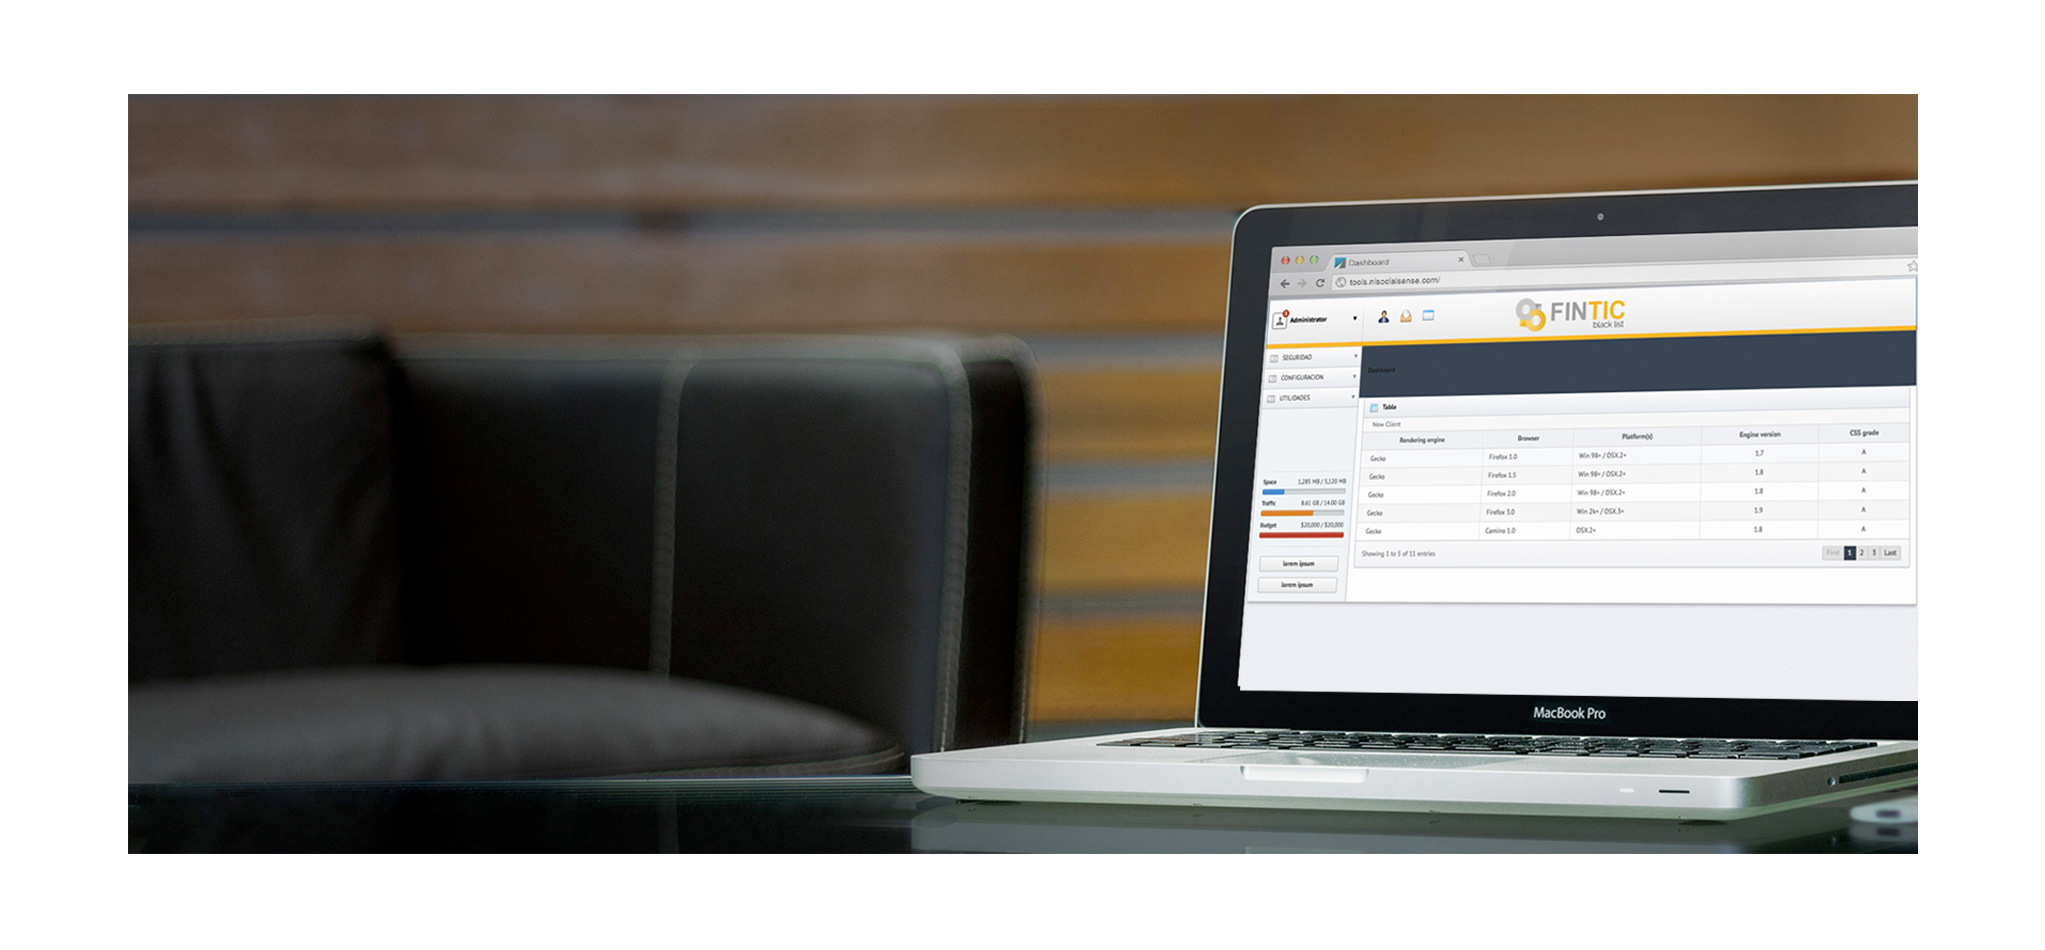 Dashboard
tools.nlsocialsense.com/
Administrator
FINTIC
black list
SEGURIDAD
CONFIGURACION
UTILIDADES
Dashboard
Table
New Client
Rendering engine Browser Platform(s) Engine version CSS grade
Gecko Firefox 1.0 Win 98+ / OSX.2+ 1.7 A
Gecko Firefox 1.5 Win 98+ / OSX.2+ 1.8 A
Gecko Firefox 2.0 Win 98+ / OSX.2+ 1.8 A
Gecko Firefox 3.0 Win 2k+ / OSX.3+ 1.9 A
Gecko Camino 1.0 OSX.2+ 1.8 A
Showing 1 to 5 of 11 entries
First 1 2 3 Last
Space 1,285 MB / 5,120 MB
Traffic 8.61 GB / 14.00 GB
Budget $20,000 / $20,000
lorem ipsum
lorem ipsum
MacBook Pro